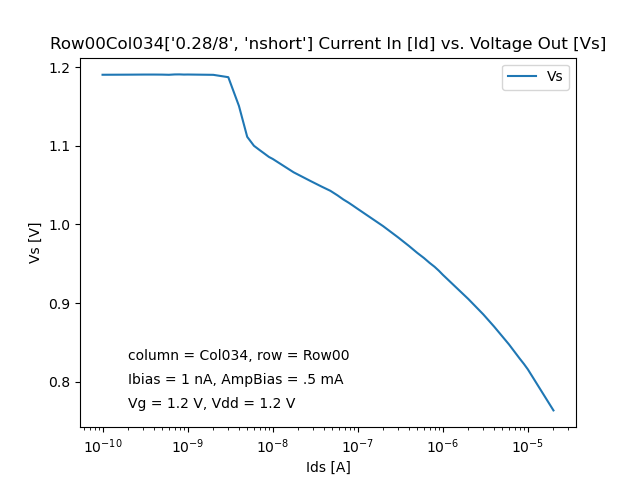 Row00Col034['0.28/8', 'nshort'] Current In [Id] vs. Voltage Out [Vs]
Vs
1.2
1.1
1.0
0.9
0.8
Vs [V]
column = Col034, row = Row00
Ibias = 1 nA, AmpBias = .5 mA
Vg = 1.2 V, Vdd = 1.2 V
10⁻¹⁰ 10⁻⁹ 10⁻⁸ 10⁻⁷ 10⁻⁶ 10⁻⁵
Ids [A]